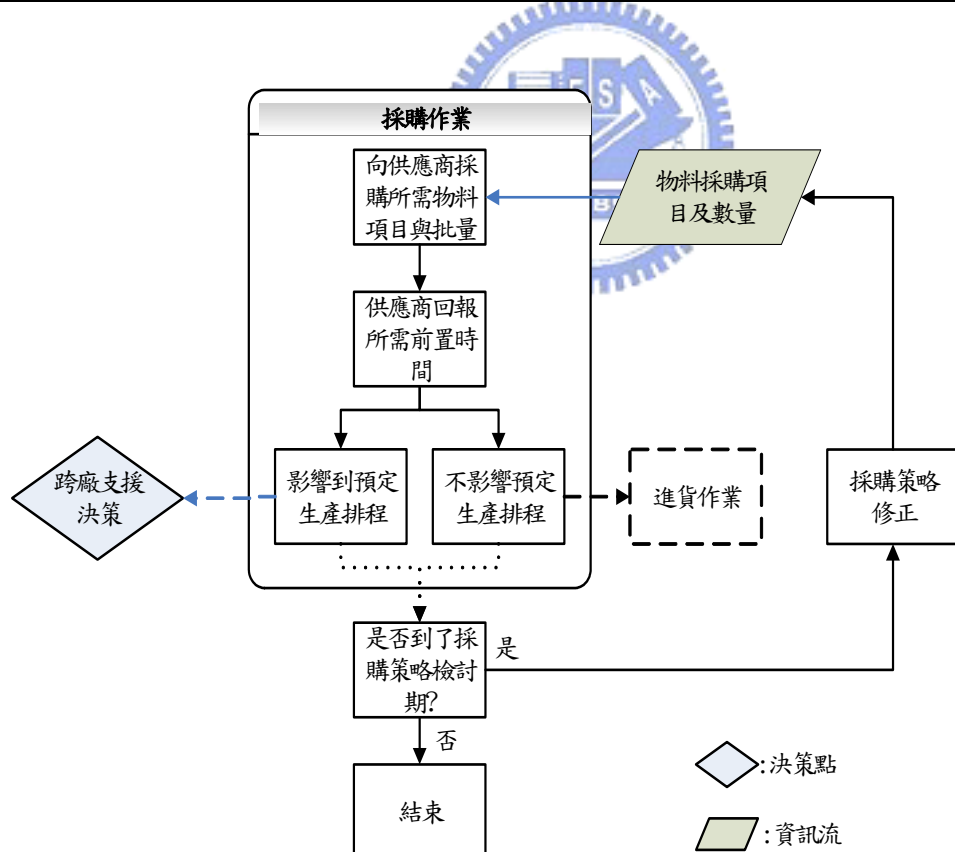 採購作業
向供應商採
購所需物料
項目與批量
物料採購項
目及數量
供應商回報
所需前置時
間
跨廠支援
決策
影響到預定
生產排程
不影響預定
生產排程
進貨作業
採購策略
修正
是否到了採
購策略檢討
期?
是
否
結束
:決策點
:資訊流
E S A
B